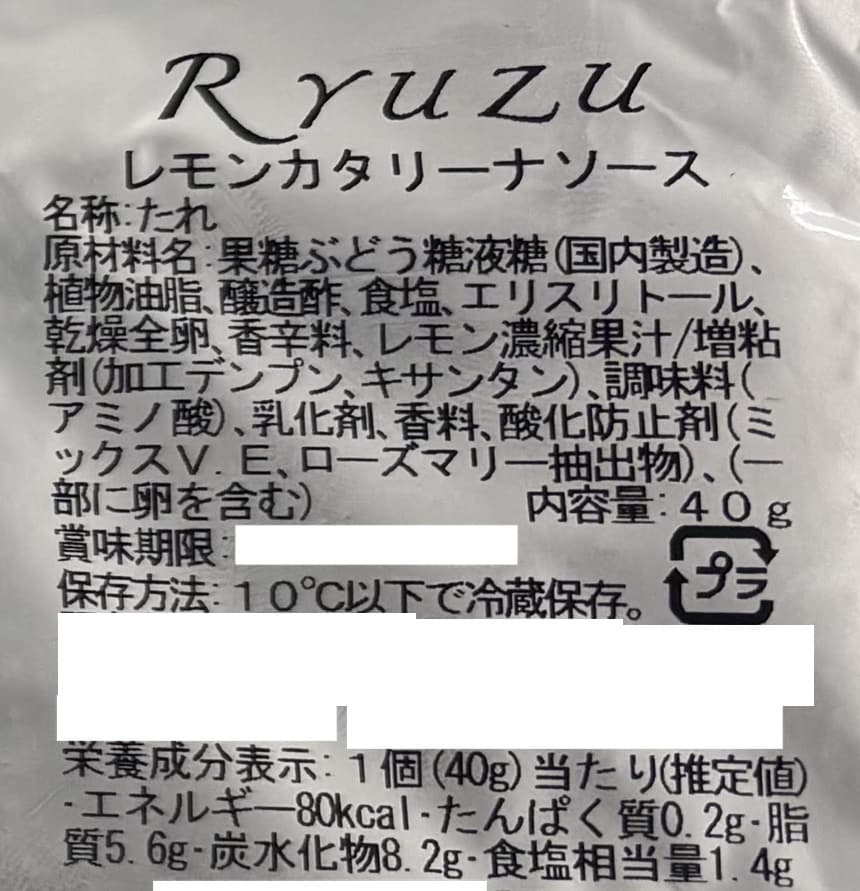 Ryuzu
レモンカタリーナソース
名称:たれ
原材料名:果糖ぶどう糖液糖(国内製造)、
植物油脂、醸造酢、食塩、エリスリトール、
乾燥全卵、香辛料、レモン濃縮果汁/増粘
剤(加工デンプン、キサンタン)、調味料(
アミノ酸)、乳化剤、香料、酸化防止剤(ミ
ックスV.E、ローズマリー抽出物)、(一
部に卵を含む) 内容量:40g
賞味期限:
プラ
保存方法:10℃以下で冷蔵保存。
栄養成分表示:1個(40g)当たり(推定値)
・エネルギー80kcal・たんぱく質0.2g・脂
質5.6g・炭水化物8.2g・食塩相当量1.4g